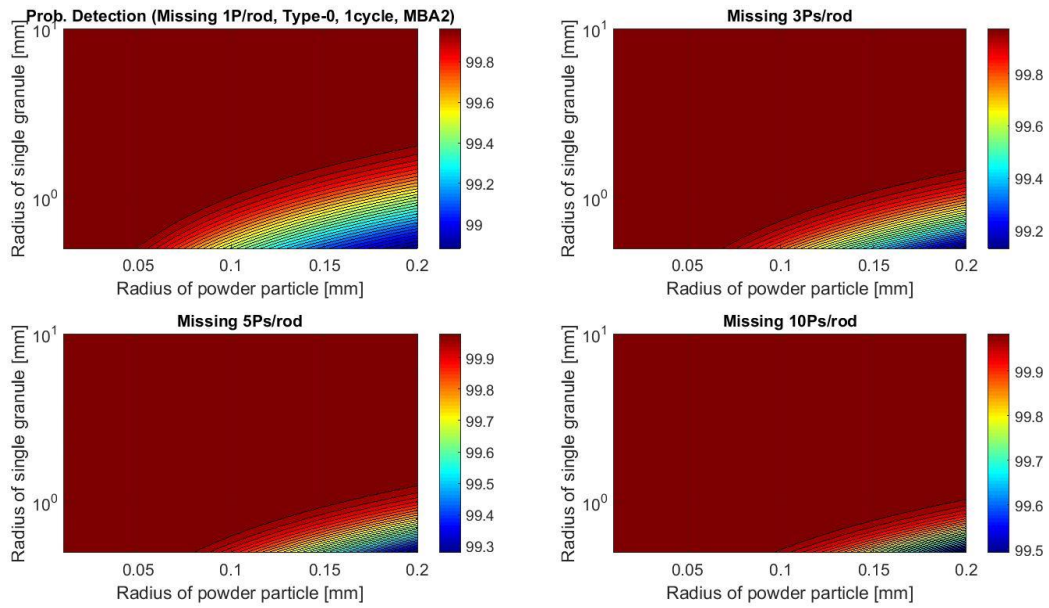 Prob. Detection (Missing 1P/rod, Type-0, 1cycle, MBA2)
Radius of single granule [mm]
10^1
10^0
0.05 0.1 0.15 0.2
Radius of powder particle [mm]
99.8
99.6
99.4
99.2
99
Missing 3Ps/rod
Radius of single granule [mm]
10^1
10^0
0.05 0.1 0.15 0.2
Radius of powder particle [mm]
99.8
99.6
99.4
99.2
Missing 5Ps/rod
Radius of single granule [mm]
10^1
10^0
0.05 0.1 0.15 0.2
Radius of powder particle [mm]
99.9
99.8
99.7
99.6
99.5
99.4
99.3
Missing 10Ps/rod
Radius of single granule [mm]
10^1
10^0
0.05 0.1 0.15 0.2
Radius of powder particle [mm]
99.9
99.8
99.7
99.6
99.5